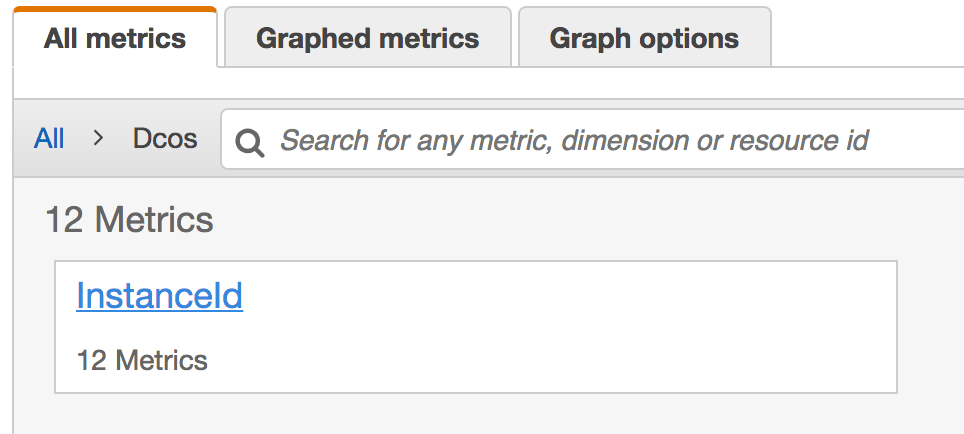 All metrics Graphed metrics Graph options
All > Dcos Search for any metric, dimension or resource id
12 Metrics
InstanceId
12 Metrics